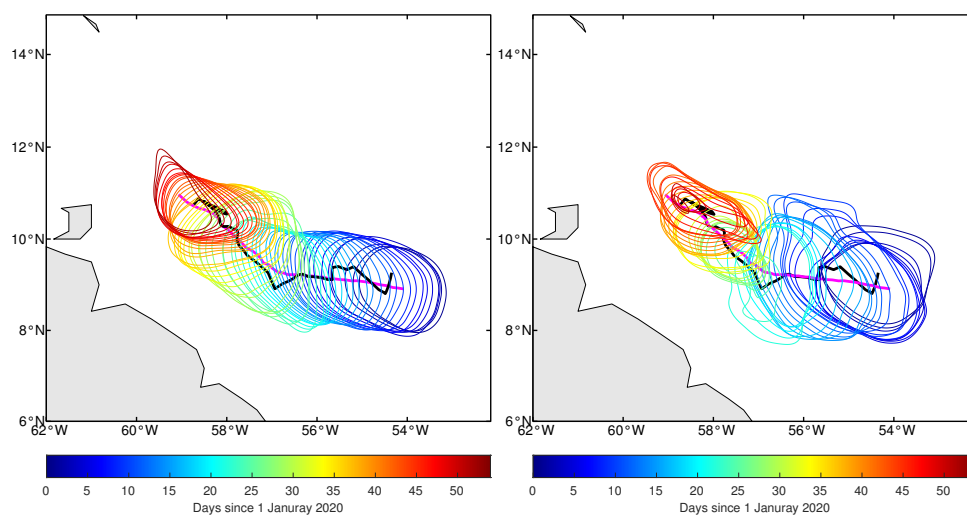 14°N 14°N
12°N 12°N
10°N 10°N
8°N 8°N
6°N 6°N
62°W 60°W 58°W 56°W 54°W 62°W 60°W 58°W 56°W 54°W
0 5 10 15 20 25 30 35 40 45 50 0 5 10 15 20 25 30 35 40 45 50
Days since 1 Januray 2020 Days since 1 Januray 2020